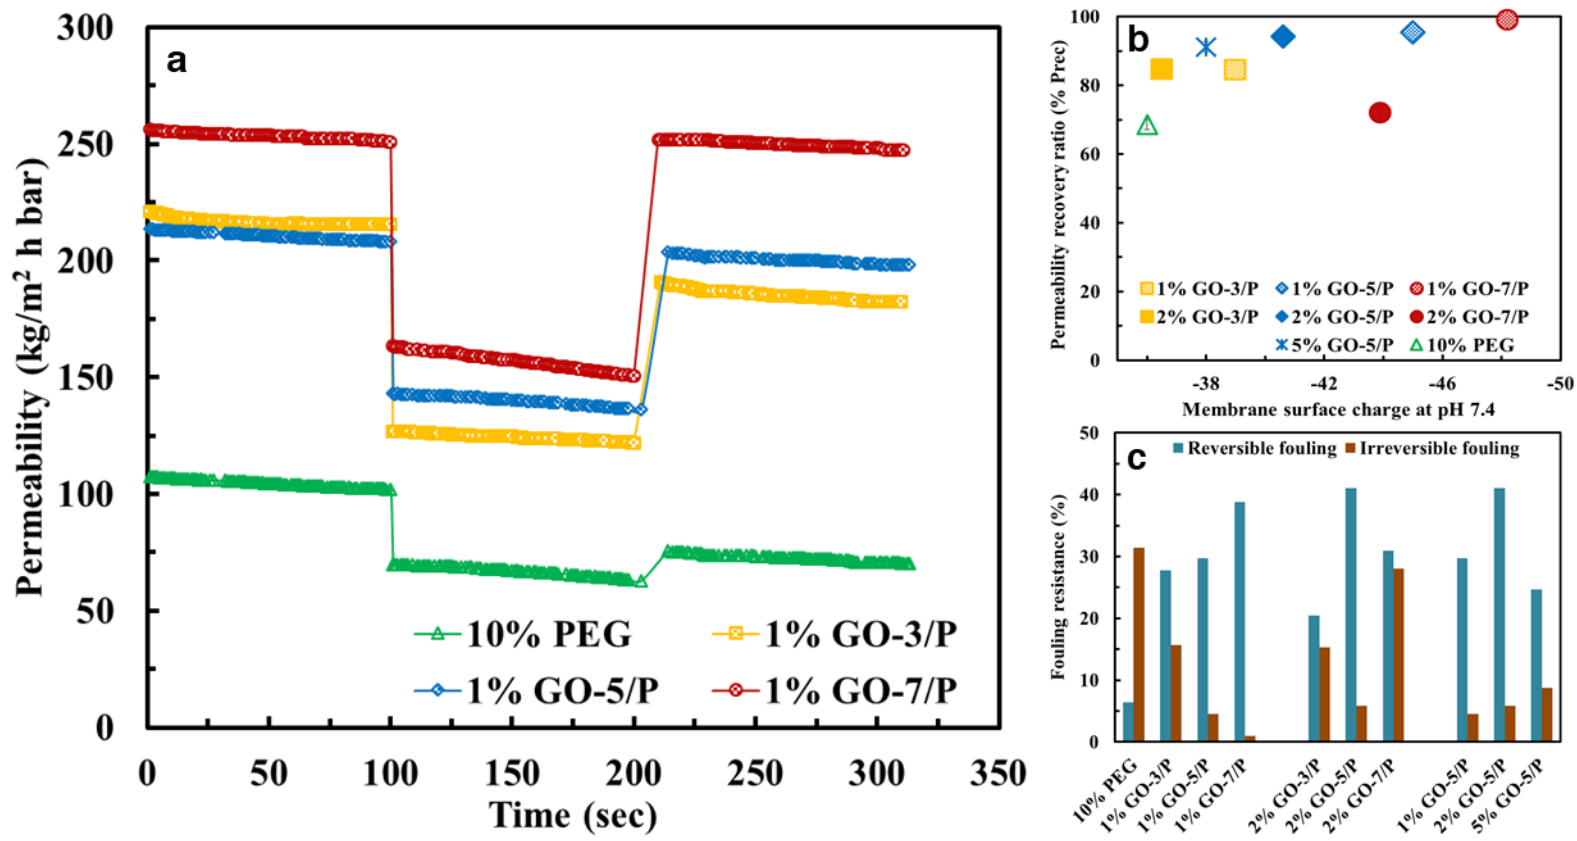 a
Permeability (kg/m² h bar)
300
250
200
150
100
50
0
0 50 100 150 200 250 300 350
Time (sec)
10% PEG 1% GO-3/P
1% GO-5/P 1% GO-7/P
b
Permeability recovery ratio (% Prec)
100
80
60
40
20
0
1% GO-3/P 1% GO-5/P 1% GO-7/P
2% GO-3/P 2% GO-5/P 2% GO-7/P
5% GO-5/P 10% PEG
-38 -42 -46 -50
Membrane surface charge at pH 7.4
c
Reversible fouling Irreversible fouling
Fouling resistance (%)
50
40
30
20
10
0
10% PEG
1% GO-3/P
1% GO-5/P
1% GO-7/P
2% GO-3/P
2% GO-5/P
2% GO-7/P
1% GO-5/P
2% GO-5/P
5% GO-5/P